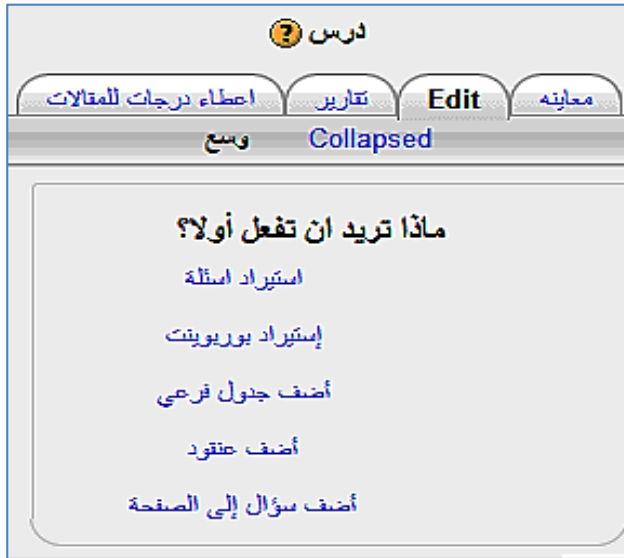 درس ?
معاينه Edit تقارير اعطاء درجات للمقالات
Collapsed وسع
ماذا تريد ان تفعل أولا؟
استيراد اسئلة
إستيراد بوربوينت
أضف جدول فرعي
أضف عنقود
أضف سؤال إلى الصفحة